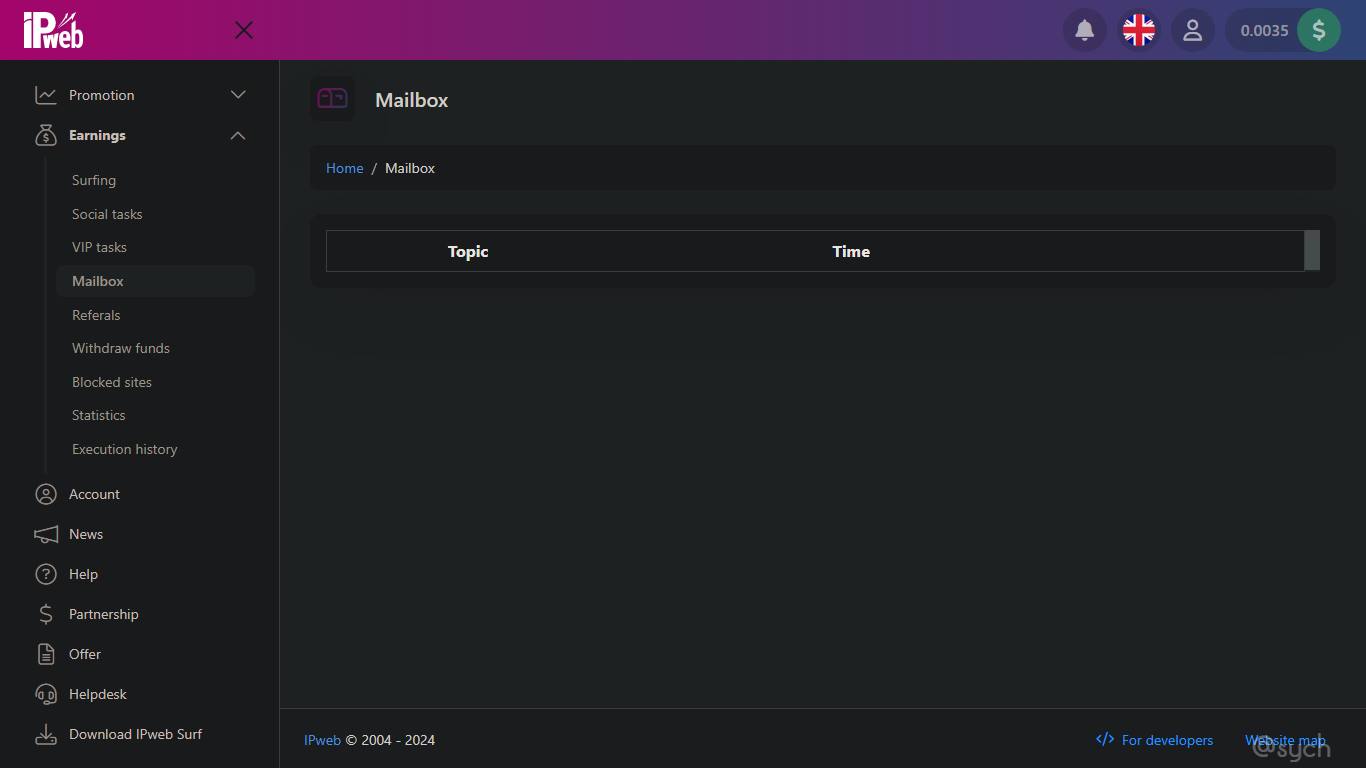 IPweb
0.0035 $
Promotion
Earnings
Surfing
Social tasks
VIP tasks
Mailbox
Referals
Withdraw funds
Blocked sites
Statistics
Execution history
Account
News
Help
Partnership
Offer
Helpdesk
Download IPweb Surf
Mailbox
Home / Mailbox
Topic Time
IPweb © 2004 - 2024
</> For developers
Website map
@sych